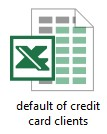 X
default of credit
card clients